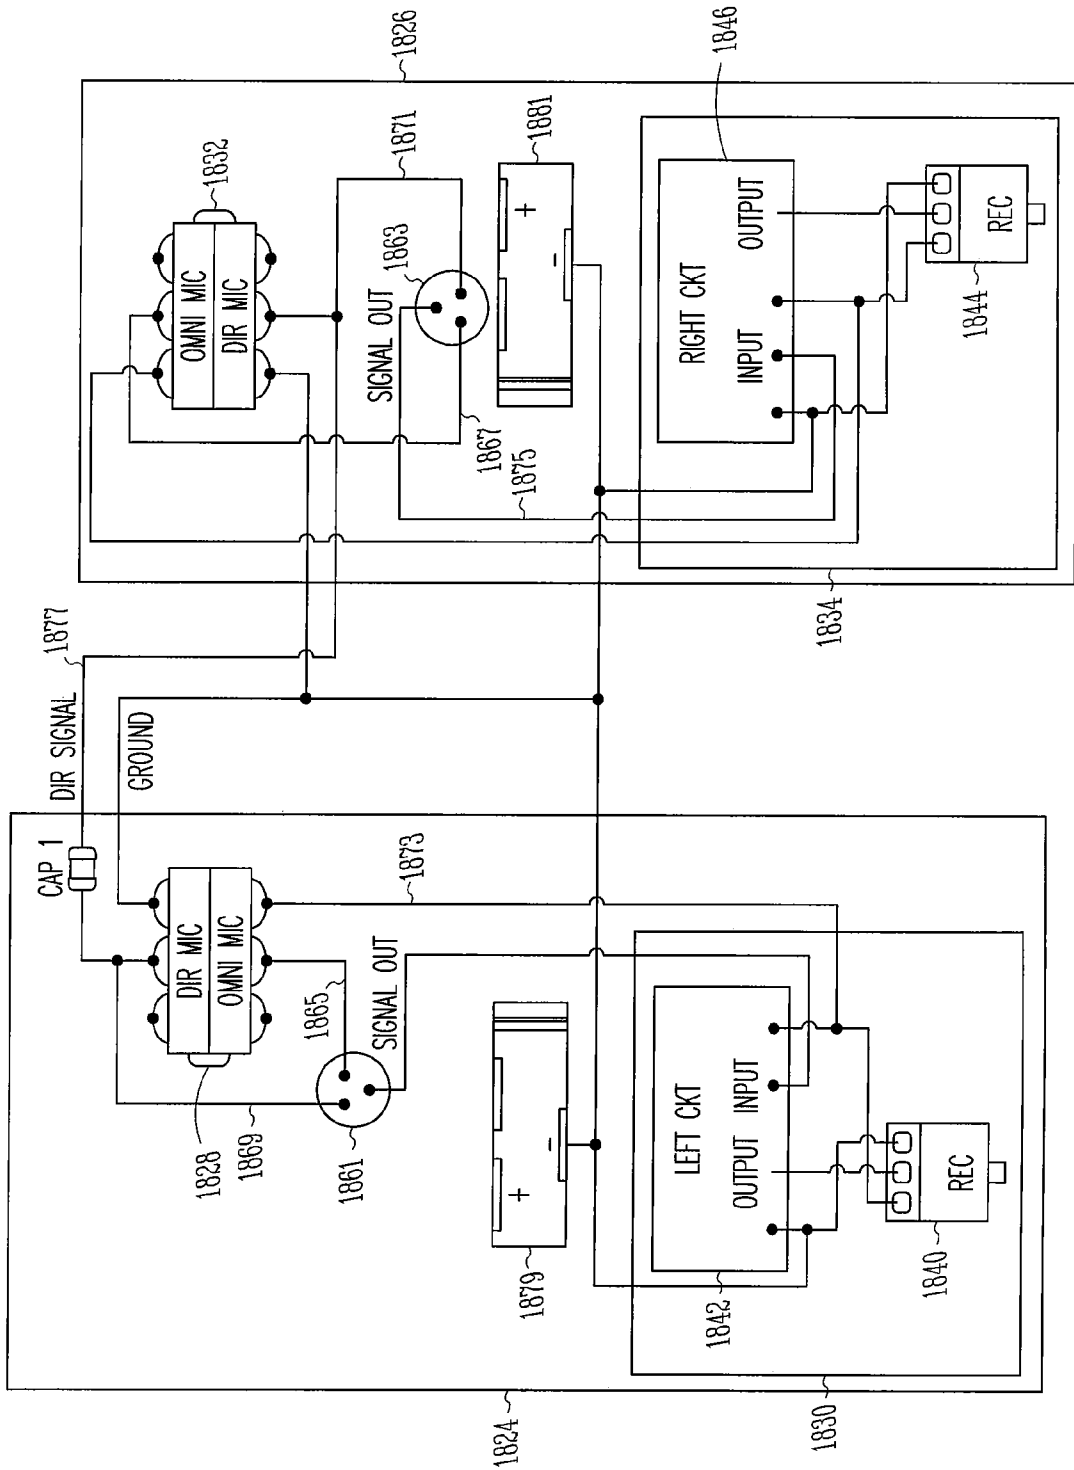 DIR SIGNAL
1877
CAP 1
GROUND
1824
1828
1869
DIR MIC
OMNI MIC
1865
1861
SIGNAL OUT
1873
1879
+
-
LEFT CKT
OUTPUT
INPUT
1842
REC
1840
1830
1826
1832
OMNI MIC
DIR MIC
1871
SIGNAL OUT
1863
1867
1875
1881
+
-
RIGHT CKT
INPUT
OUTPUT
1846
REC
1844
1834